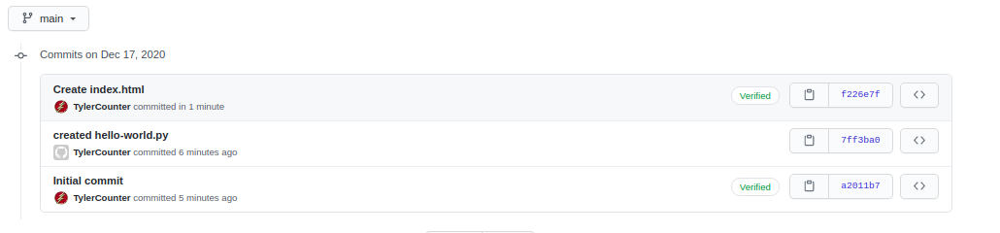 main
Commits on Dec 17, 2020
Create index.html
TylerCounter committed in 1 minute
Verified
f226e7f
created hello-world.py
TylerCounter committed 6 minutes ago
7ff3ba0
Initial commit
TylerCounter committed 5 minutes ago
Verified
a2011b7